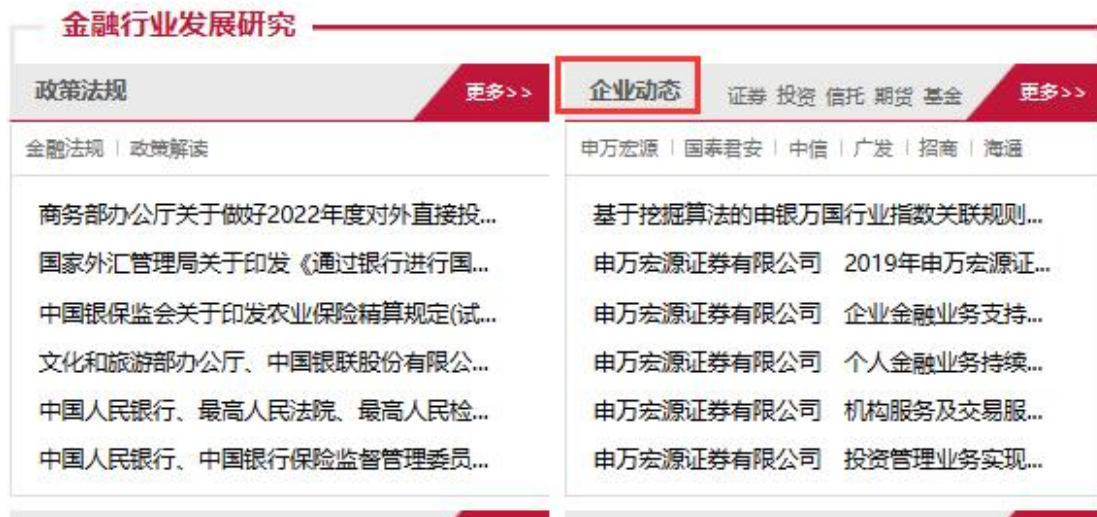 金融行业发展研究
政策法规 更多>>
金融法规 | 政策解读
商务部办公厅关于做好2022年度对外直接投...
国家外汇管理局关于印发《通过银行进行国...
中国银保监会关于印发农业保险精算规定(试...
文化和旅游部办公厅、中国银联股份有限公...
中国人民银行、最高人民法院、最高人民检...
中国人民银行、中国银行保险监督管理委员...
企业动态 证券 投资 信托 期货 基金 更多>>
申万宏源 | 国泰君安 | 中信 | 广发 | 招商 | 海通
基于挖掘算法的申银万国行业指数关联规则...
申万宏源证券有限公司 2019年申万宏源证...
申万宏源证券有限公司 企业金融业务支持...
申万宏源证券有限公司 个人金融业务持续...
申万宏源证券有限公司 机构服务及交易服...
申万宏源证券有限公司 投资管理业务实现...